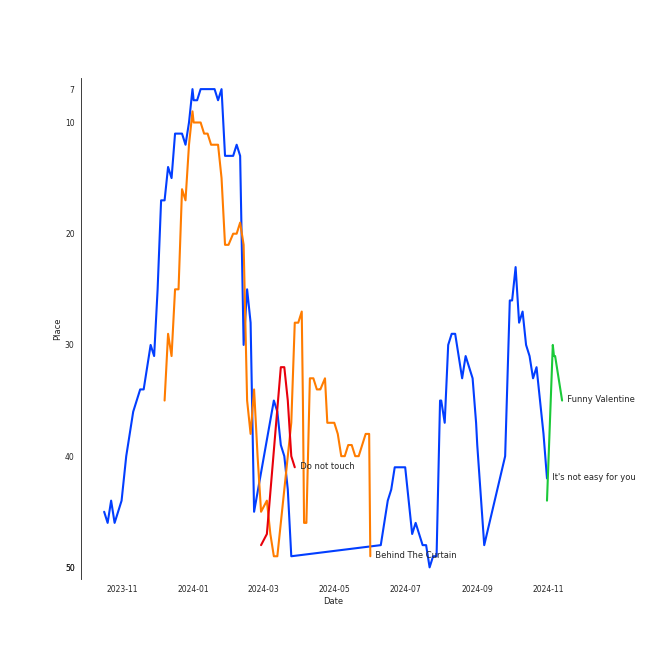 7
10
20
30
40
50
Place
Funny Valentine
Do not touch
It's not easy for you
Behind The Curtain
2023-11
2024-01
2024-03
2024-05
2024-07
2024-09
2024-11
Date